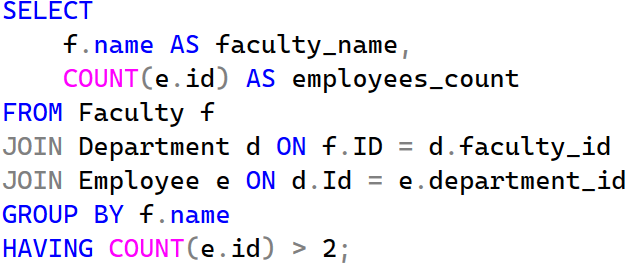 SELECT
    f.name AS faculty_name,
    COUNT(e.id) AS employees_count
FROM Faculty f
JOIN Department d ON f.ID = d.faculty_id
JOIN Employee e ON d.Id = e.department_id
GROUP BY f.name
HAVING COUNT(e.id) > 2;